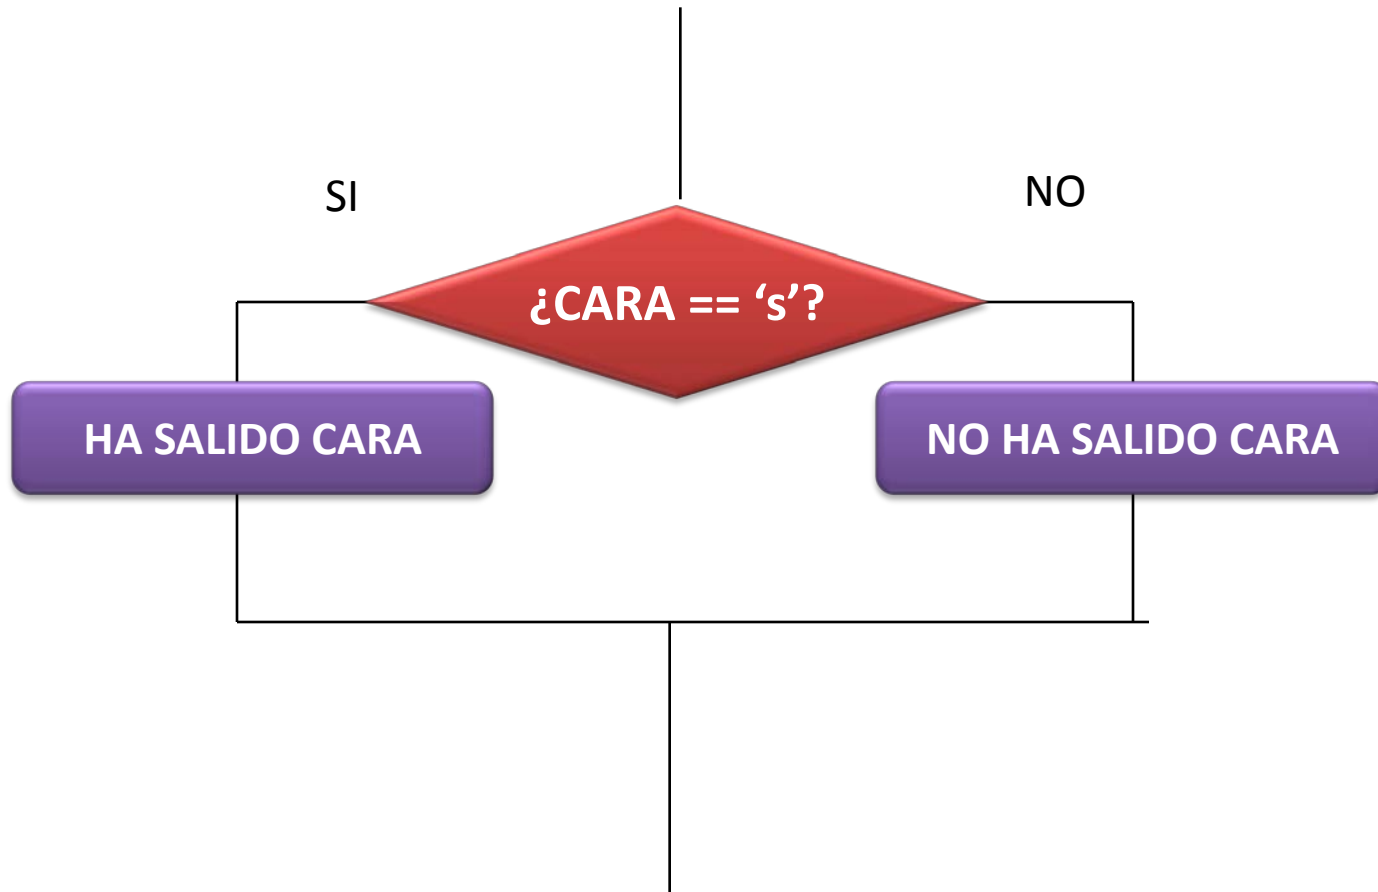 SI
NO
¿CARA == ‘s’?
HA SALIDO CARA
NO HA SALIDO CARA